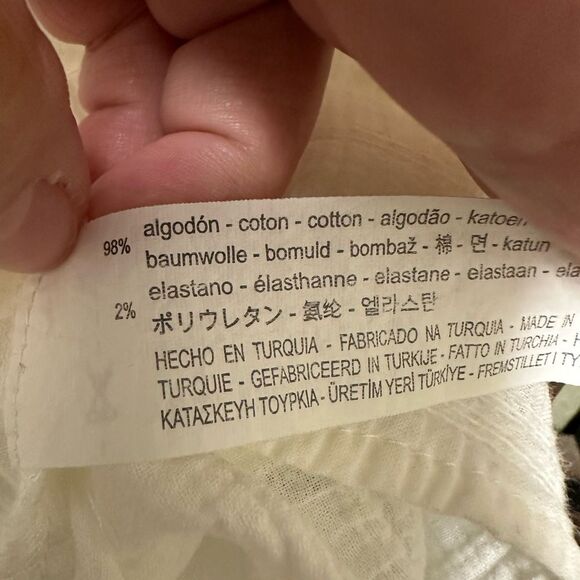 98% algodón - coton - cotton - algodão - katoen
baumwolle - bomuld - bombaž - 棉 - 면 - katun
2% elastano - élasthanne - elastane - elastaan - ela
ポリウレタン - 氨纶 - 엘라스탄
HECHO EN TURQUIA - FABRICADO NA TURQUIA - MADE IN
TURQUIE - GEFABRICEERD IN TURKIJE - FATTO IN TURCHIA - H
ΚΑΤΑΣΚΕΥΗ ΤΟΥΡΚΙΑ - ÜRETİM YERİ TÜRKİYE - FREMSTILLET I TY